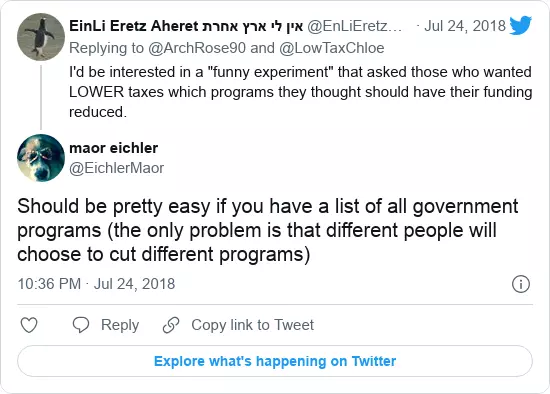 EinLi Eretz Aheret אין לי ארץ אחרת @EnLiEretz... · Jul 24, 2018
Replying to @ArchRose90 and @LowTaxChloe
I'd be interested in a "funny experiment" that asked those who wanted
LOWER taxes which programs they thought should have their funding
reduced.
maor eichler
@EichlerMaor
Should be pretty easy if you have a list of all government
programs (the only problem is that different people will
choose to cut different programs)
10:36 PM · Jul 24, 2018
Reply
Copy link to Tweet
Explore what's happening on Twitter